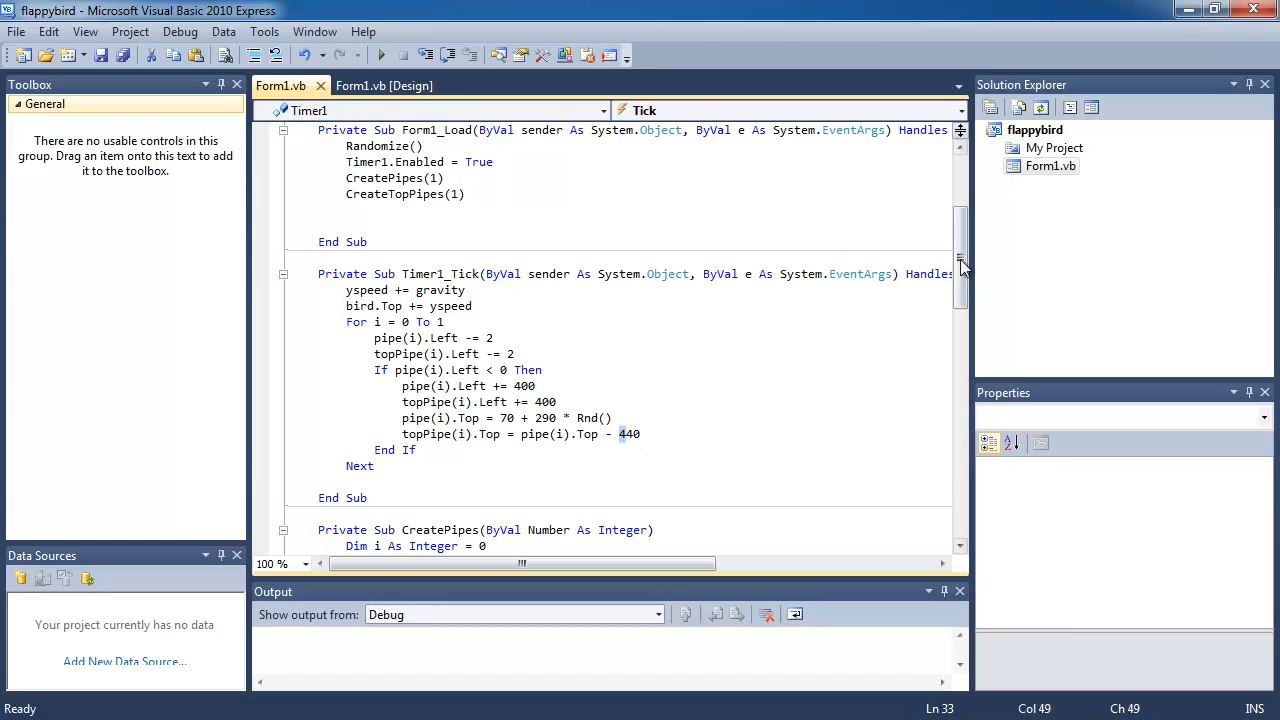 flappybird - Microsoft Visual Basic 2010 Express
File Edit View Project Debug Data Tools Window Help
Toolbox
General
There are no usable controls in this
group. Drag an item onto this text to add
it to the toolbox.
Data Sources
Your project currently has no data
Add New Data Source...
Form1.vb
Form1.vb [Design]
Timer1
Tick
Private Sub Form1_Load(ByVal sender As System.Object, ByVal e As System.EventArgs) Handles
Randomize()
Timer1.Enabled = True
CreatePipes(1)
CreateTopPipes(1)
End Sub
Private Sub Timer1_Tick(ByVal sender As System.Object, ByVal e As System.EventArgs) Handles
yspeed += gravity
bird.Top += yspeed
For i = 0 To 1
pipe(i).Left -= 2
topPipe(i).Left -= 2
If pipe(i).Left < 0 Then
pipe(i).Left += 400
topPipe(i).Left += 400
pipe(i).Top = 70 + 290 * Rnd()
topPipe(i).Top = pipe(i).Top - 440
End If
Next
End Sub
Private Sub CreatePipes(ByVal Number As Integer)
Dim i As Integer = 0
100 %
Output
Show output from: Debug
Solution Explorer
flappybird
My Project
Form1.vb
Properties
Ready
Ln 33
Col 49
Ch 49
INS